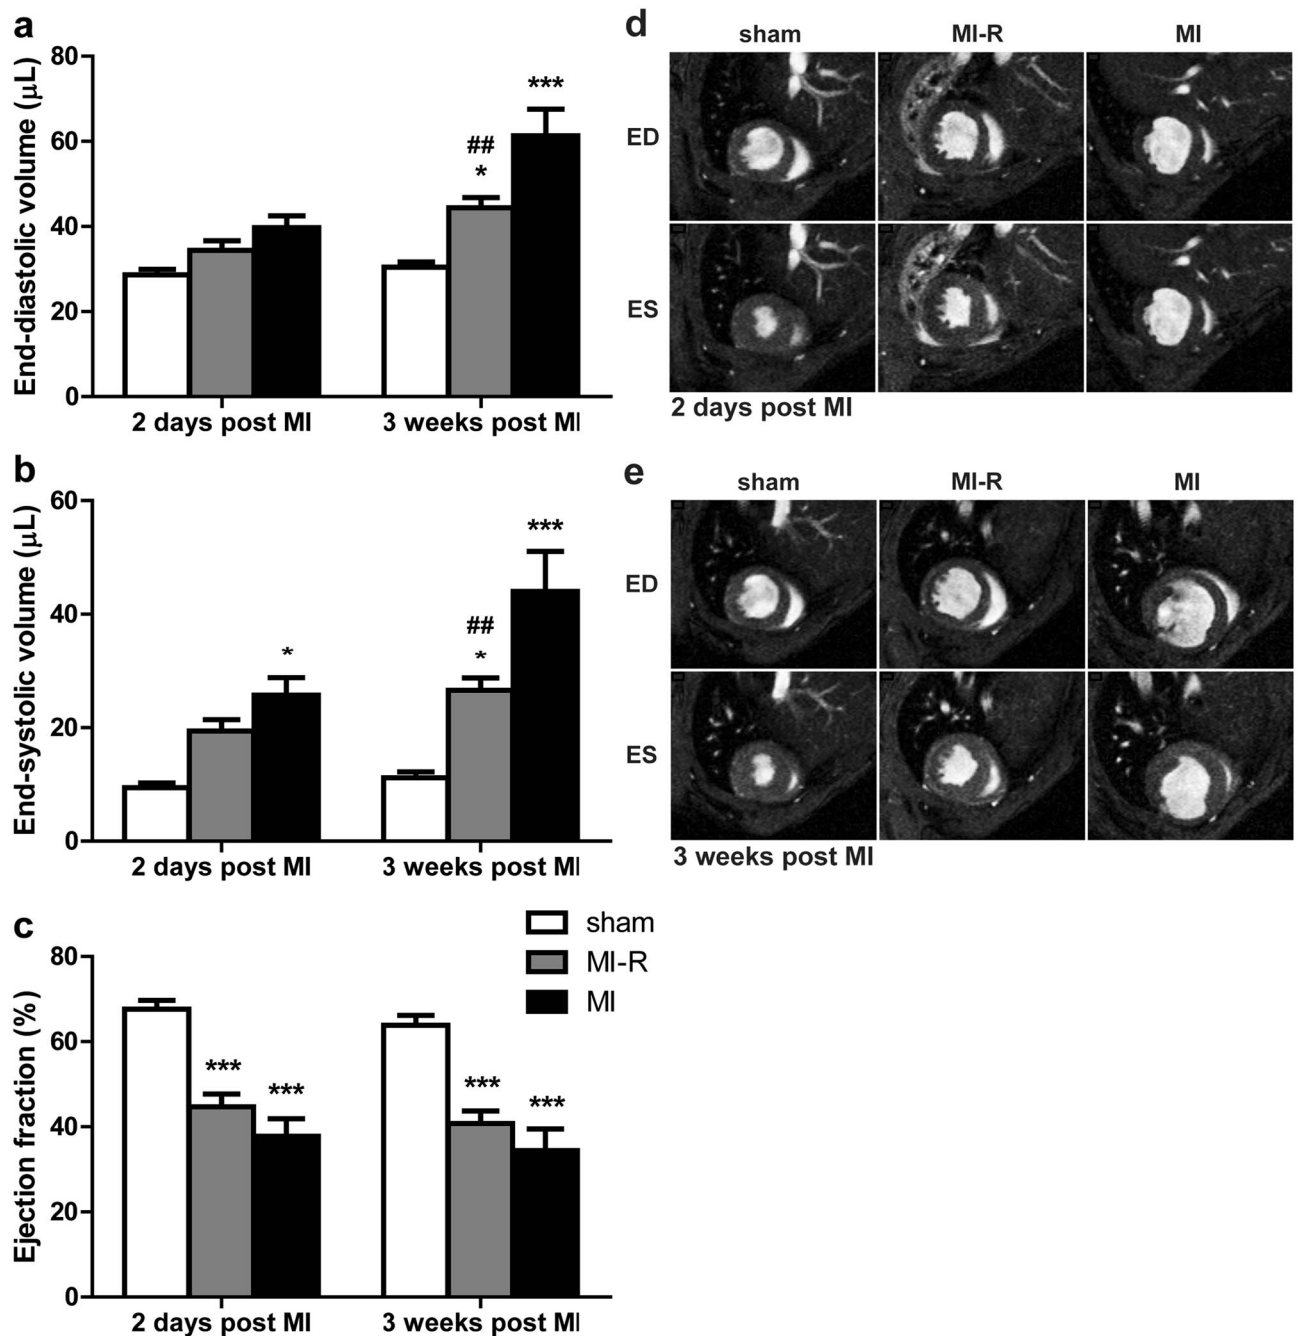 a
End-diastolic volume (µL)
80
60
40
20
0
***
##
*
2 days post MI
3 weeks post MI
b
End-systolic volume (µL)
60
40
20
0
*
***
##
*
2 days post MI
3 weeks post MI
c
Ejection fraction (%)
80
60
40
20
0
sham
MI-R
MI
***
***
***
***
2 days post MI
3 weeks post MI
d
sham MI-R MI
ED
ES
2 days post MI
e
sham MI-R MI
ED
ES
3 weeks post MI